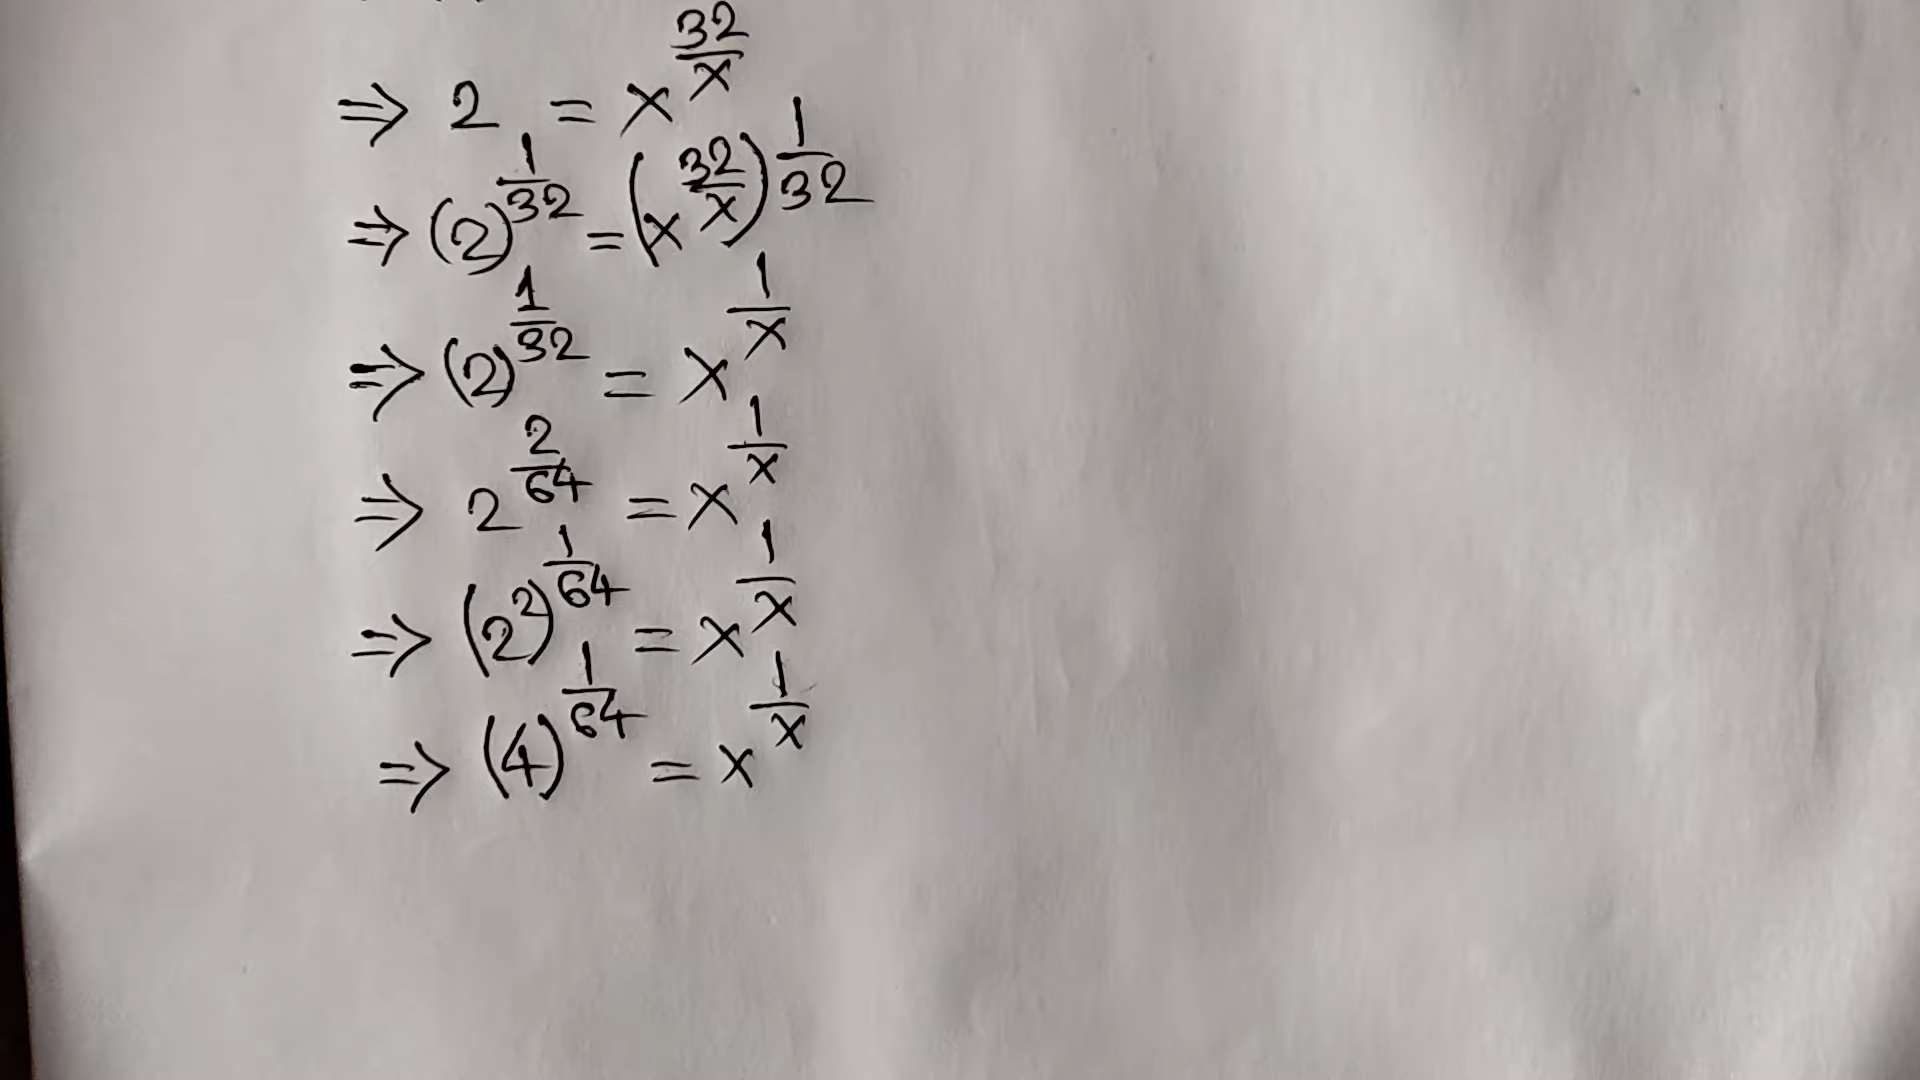 ⇒ 2 = x^(32/x)
⇒ (2)^(1/32) = (x^(32/x))^(1/32)
⇒ (2)^(1/32) = x^(1/x)
⇒ 2^(2/64) = x^(1/x)
⇒ (2^2)^(1/64) = x^(1/x)
⇒ (4)^(1/64) = x^(1/x)